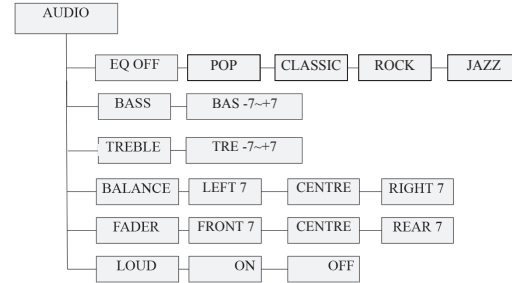 AUDIO
EQ OFF POP CLASSIC ROCK JAZZ
BASS BAS -7~+7
TREBLE TRE -7~+7
BALANCE LEFT 7 CENTRE RIGHT 7
FADER FRONT 7 CENTRE REAR 7
LOUD ON OFF